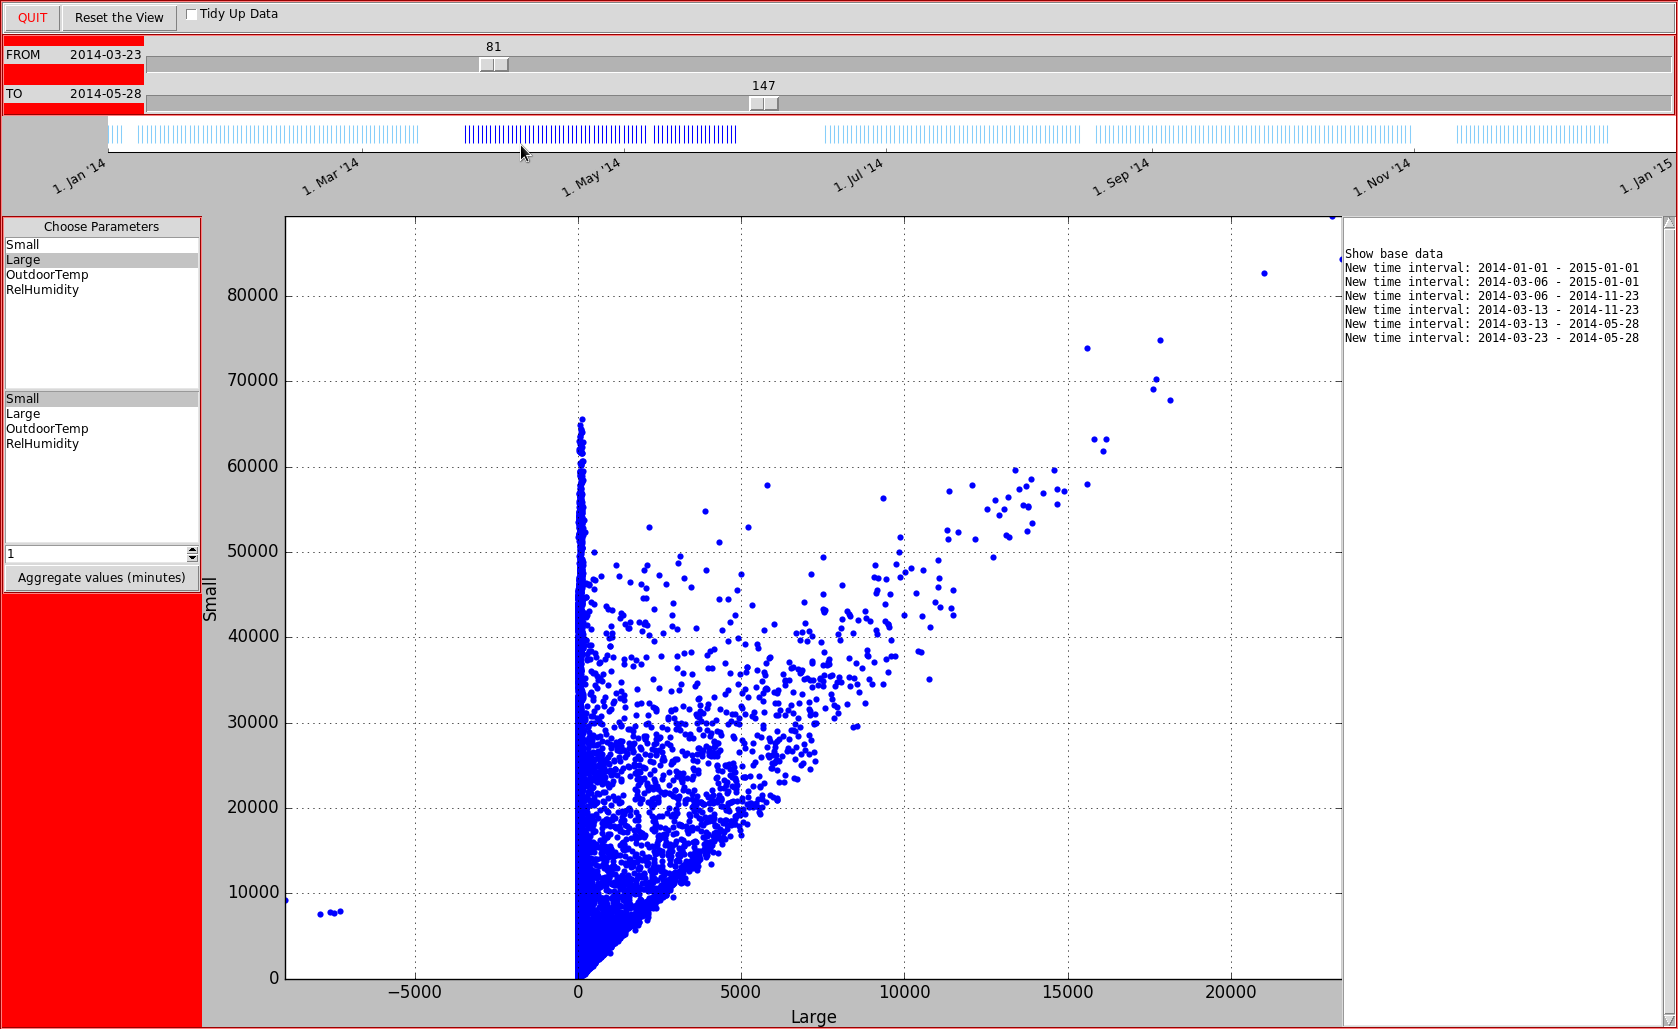 QUIT Reset the View Tidy Up Data
81
FROM 2014-03-23
147
TO 2014-05-28
1. Jan '14 1. Mar '14 1. May '14 1. Jul '14 1. Sep '14 1. Nov '14 1. Jan '15
Choose Parameters
Small
Large
OutdoorTemp
RelHumidity
Small
Large
OutdoorTemp
RelHumidity
1
Aggregate values (minutes)
Small
80000
70000
60000
50000
40000
30000
20000
10000
0
−5000 0 5000 10000 15000 20000
Large
Show base data
New time interval: 2014-01-01 - 2015-01-01
New time interval: 2014-03-06 - 2015-01-01
New time interval: 2014-03-06 - 2014-11-23
New time interval: 2014-03-13 - 2014-11-23
New time interval: 2014-03-13 - 2014-05-28
New time interval: 2014-03-23 - 2014-05-28